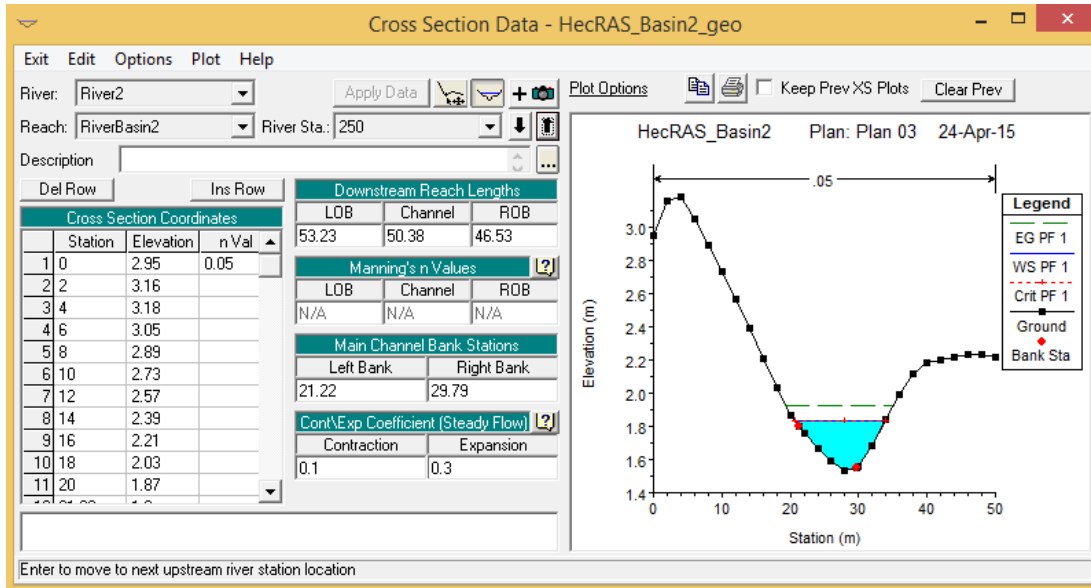 Cross Section Data - HecRAS_Basin2_geo
Exit Edit Options Plot Help
River: River2 Apply Data
Reach: RiverBasin2 River Sta.: 250
Description ...
Del Row Ins Row
Cross Section Coordinates
Station Elevation n Val
1 0 2.95 0.05
2 2 3.16
3 4 3.18
4 6 3.05
5 8 2.89
6 10 2.73
7 12 2.57
8 14 2.39
9 16 2.21
10 18 2.03
11 20 1.87
Downstream Reach Lengths
LOB Channel ROB
53.23 50.38 46.53
Manning's n Values
LOB Channel ROB
N/A N/A N/A
Main Channel Bank Stations
Left Bank Right Bank
21.22 29.79
Cont\Exp Coefficient (Steady Flow)
Contraction Expansion
0.1 0.3
Plot Options Keep Prev XS Plots Clear Prev
HecRAS_Basin2 Plan: Plan 03 24-Apr-15
.05
3.0
2.8
2.6
2.4
2.2
2.0
1.8
1.6
1.4
Elevation (m)
0 10 20 30 40 50
Station (m)
Legend
EG PF 1
WS PF 1
Crit PF 1
Ground
Bank Sta
Enter to move to next upstream river station location